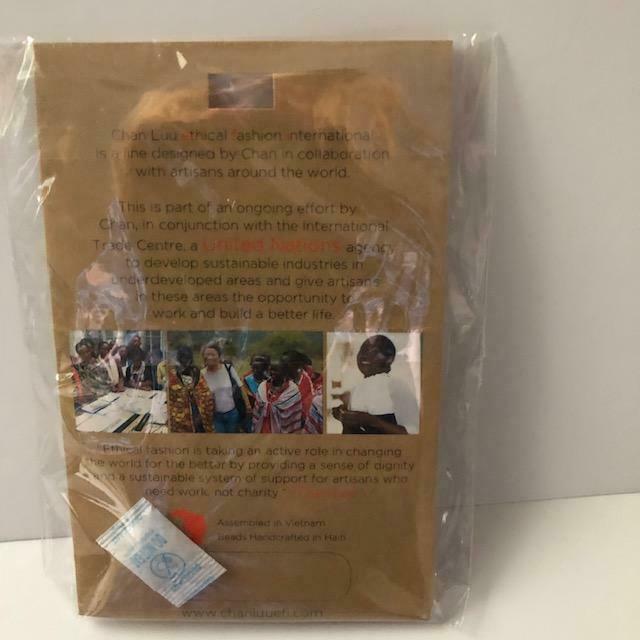 Chan Luu ethical fashion international
is a line designed by Chan in collaboration
with artisans around the world.
This is part of an ongoing effort by
Chan, in conjunction with the International
Trade Centre, a United Nations agency
to develop sustainable industries in
underdeveloped areas and give artisans
in these areas the opportunity to
work and build a better life.
"Ethical fashion is taking an active role in changing
the world for the better by providing a sense of dignity
and a sustainable system of support for artisans who
need work, not charity."
Assembled in Vietnam
Beads Handcrafted in Haiti
www.chanluuefi.com